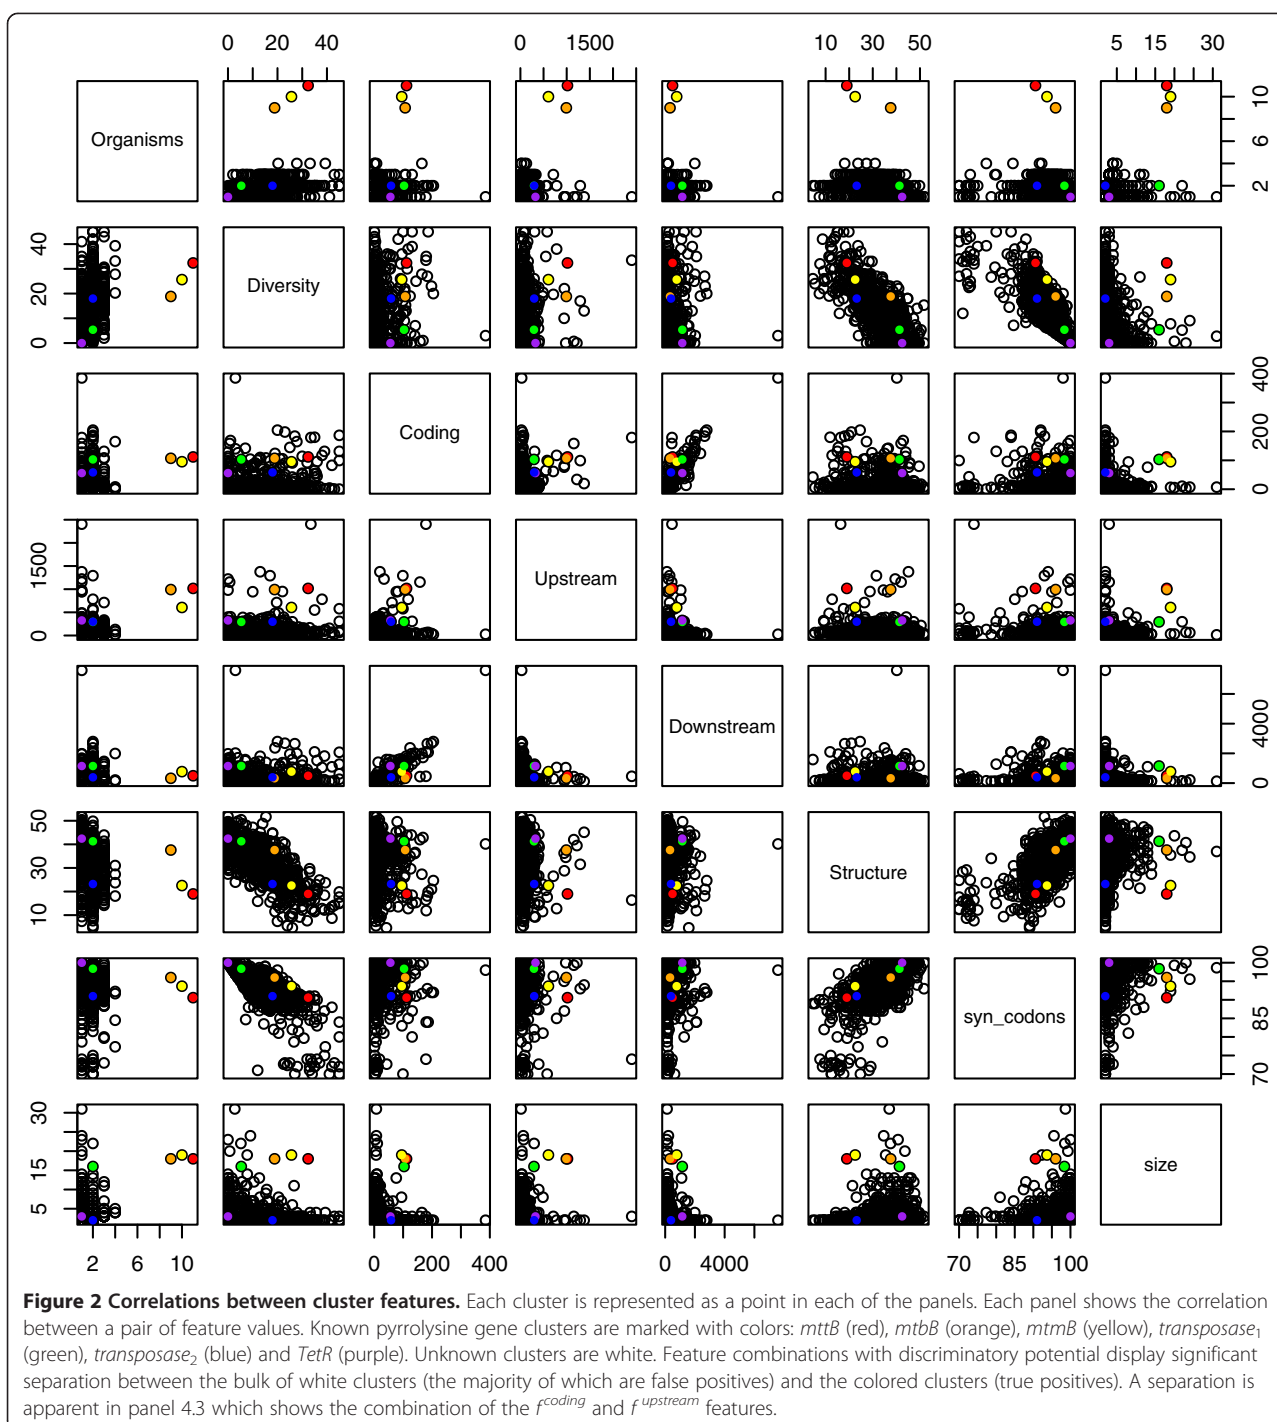 0 20 40 0 1500 10 30 50 5 15 30
Organisms 2 6 10
0 20 40 Diversity
Coding 0 200 400
0 1500 Upstream
Downstream 0 4000
10 30 50 Structure
syn_codons 70 85 100
5 15 30 size
2 6 10 0 200 400 0 4000 70 85 100
Figure 2 Correlations between cluster features. Each cluster is represented as a point in each of the panels. Each panel shows the correlation
between a pair of feature values. Known pyrrolysine gene clusters are marked with colors: mttB (red), mtbB (orange), mtmB (yellow), transposase₁
(green), transposase₂ (blue) and TetR (purple). Unknown clusters are white. Feature combinations with discriminatory potential display significant
separation between the bulk of white clusters (the majority of which are false positives) and the colored clusters (true positives). A separation is
apparent in panel 4.3 which shows the combination of the f^coding and f^upstream features.